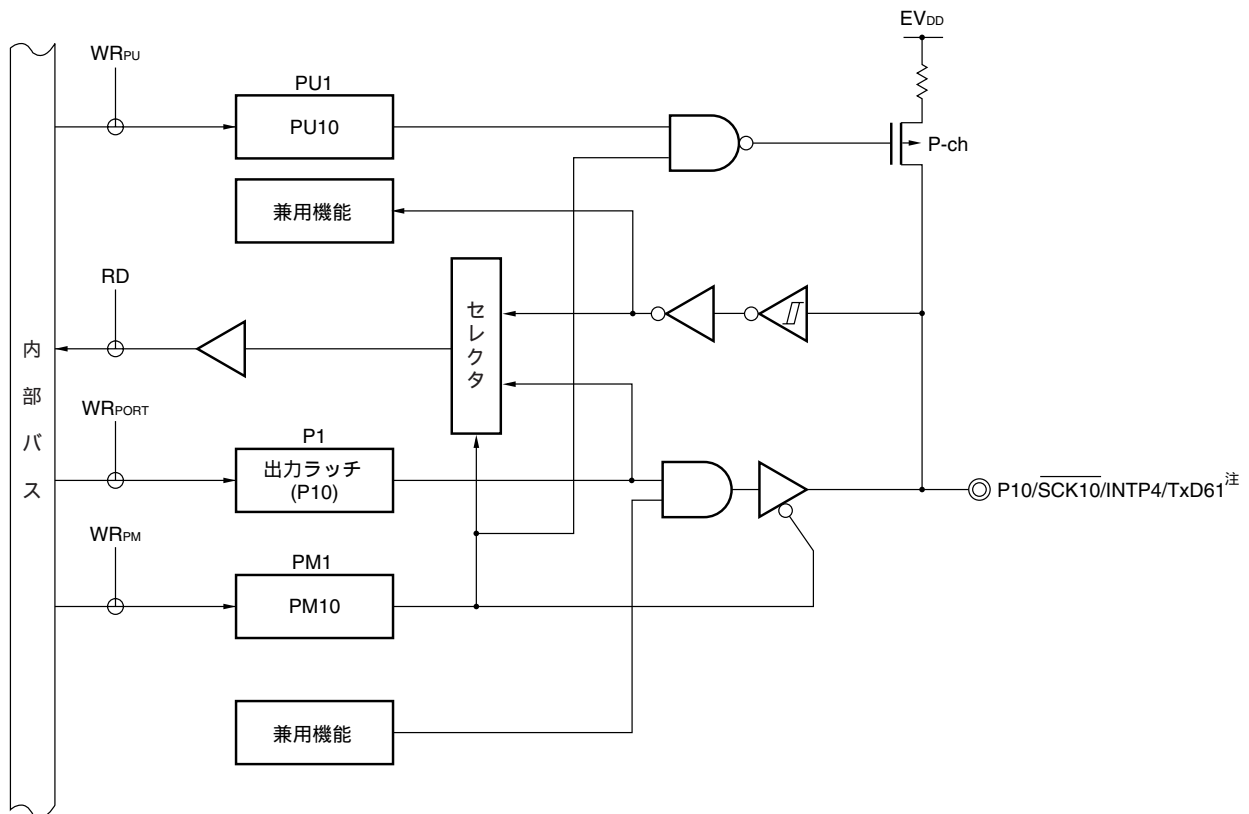 EVDD
WRPU
PU1
PU10
P-ch
兼用機能
RD
セレクタ
内部バス
WRPORT
P1
出力ラッチ
(P10)
P10/SCK10/INTP4/TxD61注
WRPM
PM1
PM10
兼用機能